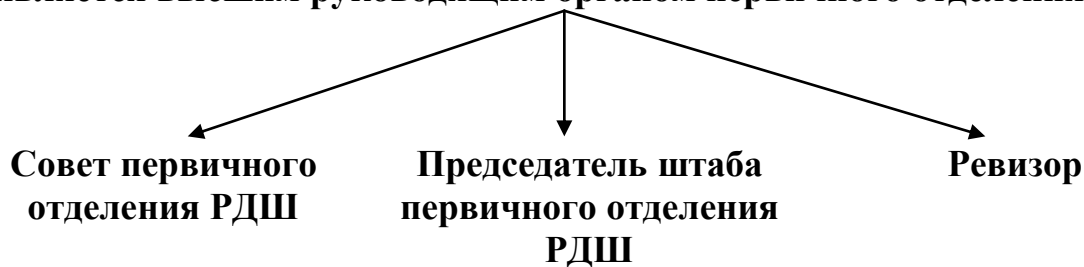 является высшим руководящим органом первичного отделения
Совет первичного отделения РДШ
Председатель штаба первичного отделения РДШ
Ревизор